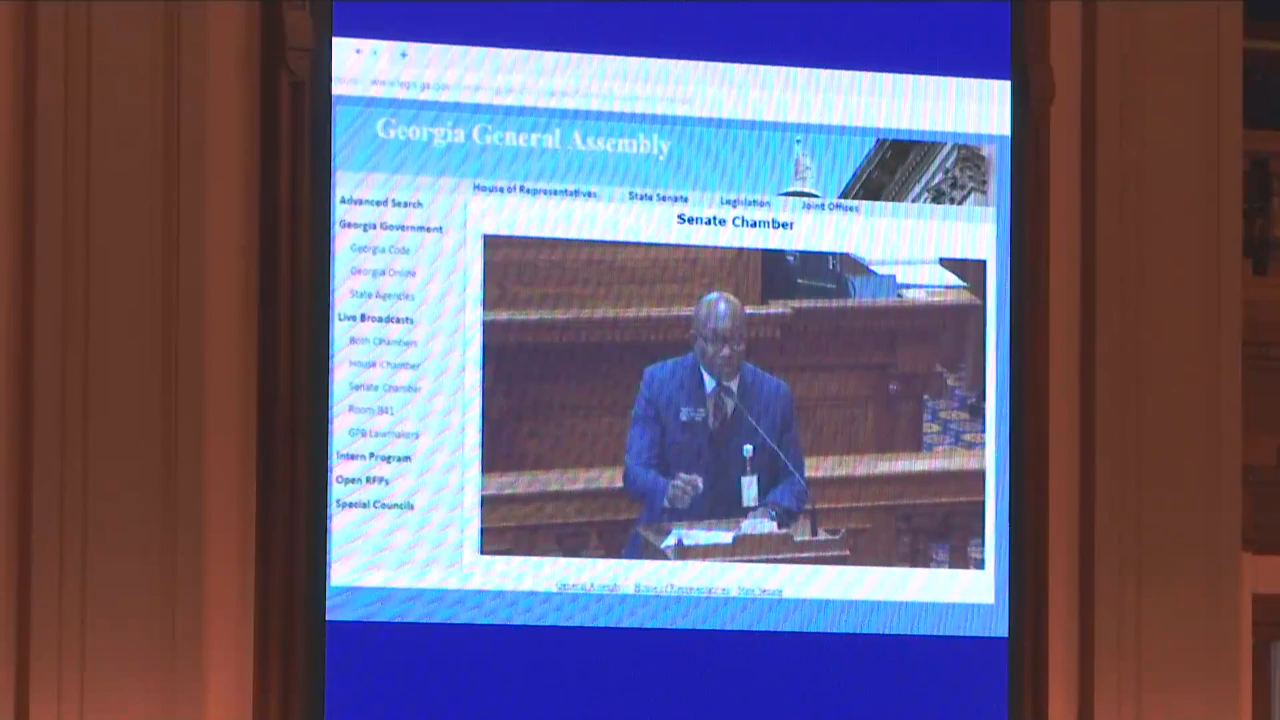 Georgia General Assembly
House of Representatives State Senate Legislation Joint Offices
Senate Chamber
Advanced Search
Georgia Government
Georgia Code
Georgia Online
State Agencies
Live Broadcasts
Both Chambers
House Chamber
Senate Chamber
Room 341
GPB Lawmakers
Intern Program
Open RFPs
Special Councils
General Assembly House of Representatives State Senate